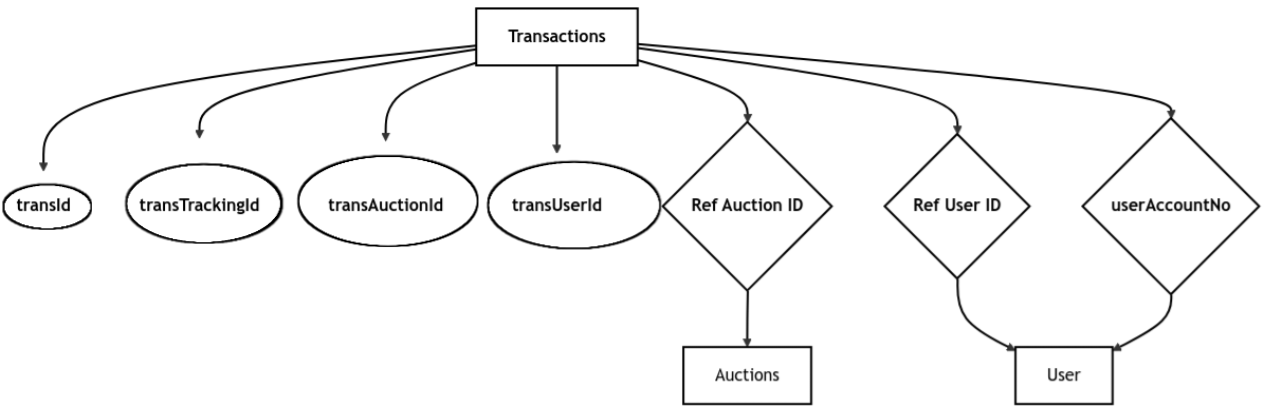 Transactions
transId
transTrackingId
transAuctionId
transUserId
Ref Auction ID
Ref User ID
userAccountNo
Auctions
User